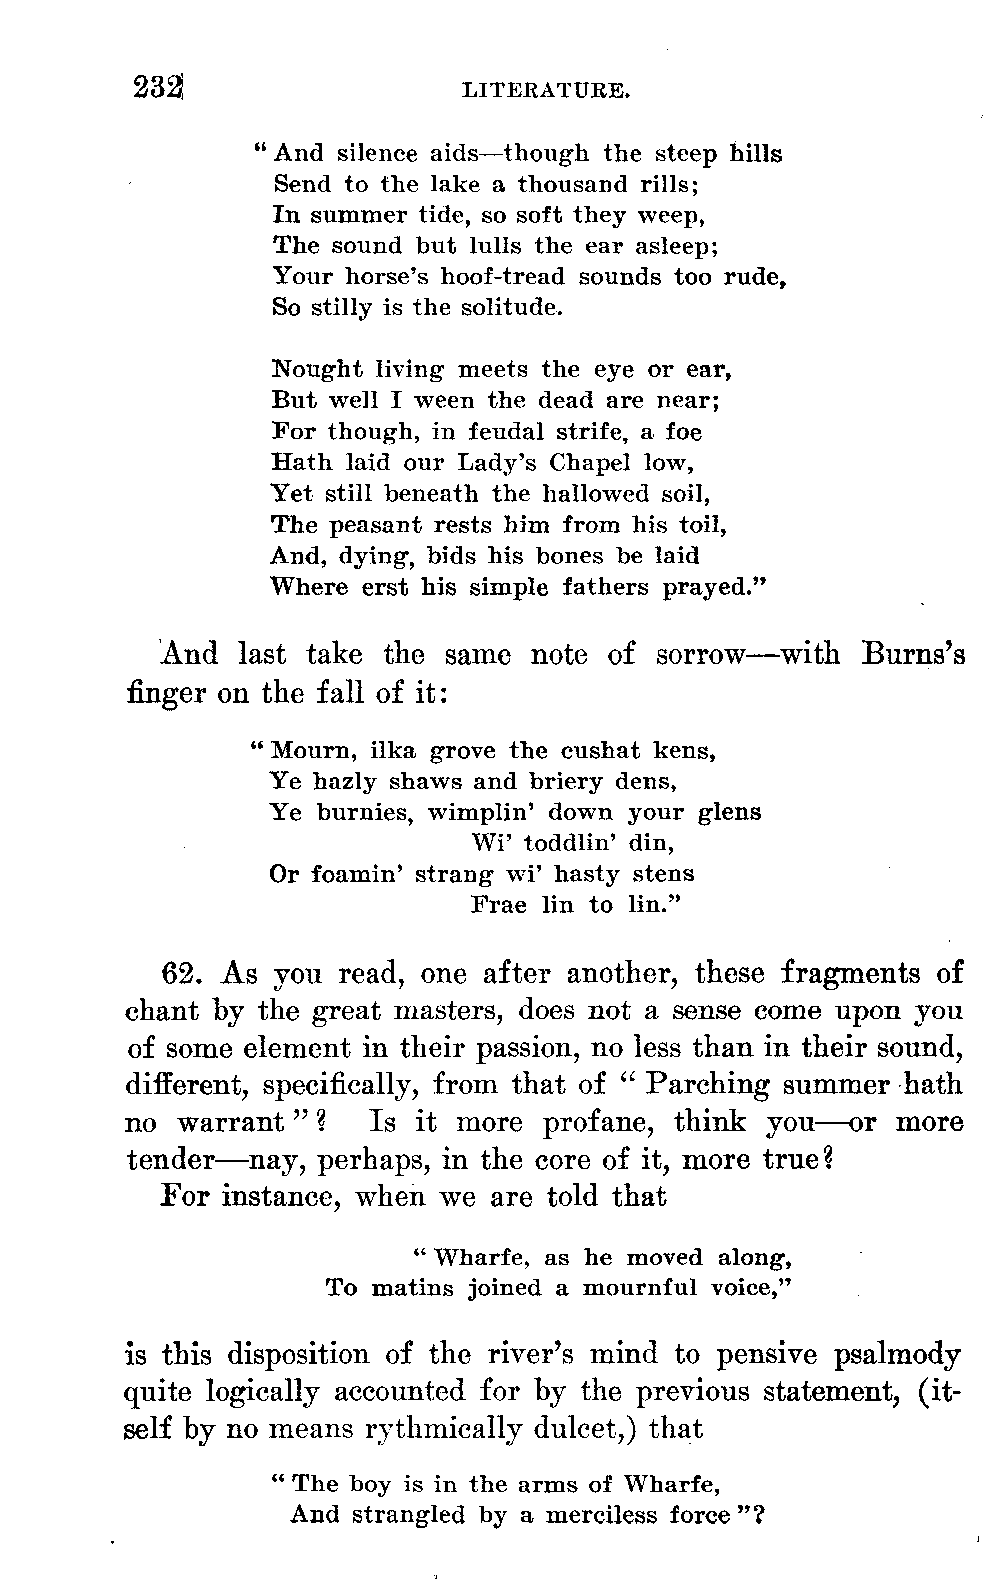 232 LITERATURE.
“ And silence aids—though the steep hills
Send to the lake a thousand rills;
In summer tide, so soft they weep,
The sound but lulls the ear asleep;
Your horse’s hoof-tread sounds too rude,
So stilly is the solitude.
Nought living meets the eye or ear,
But well I ween the dead are near;
For though, in feudal strife, a foe
Hath laid our Lady’s Chapel low,
Yet still beneath the hallowed soil,
The peasant rests him from his toil,
And, dying, bids his bones be laid
Where erst his simple fathers prayed.”
And last take the same note of sorrow—with Burns’s
finger on the fall of it:
“ Mourn, ilka grove the cushat kens,
Ye hazly shaws and briery dens,
Ye burnies, wimplin’ down your glens
Wi’ toddlin’ din,
Or foamin’ strang wi’ hasty stens
Frae lin to lin.”
62. As you read, one after another, these fragments of
chant by the great masters, does not a sense come upon you
of some element in their passion, no less than in their sound,
different, specifically, from that of “ Parching summer hath
no warrant ”? Is it more profane, think you—or more
tender—nay, perhaps, in the core of it, more true?
For instance, when we are told that
“ Wharfe, as he moved along,
To matins joined a mournful voice,”
is this disposition of the river’s mind to pensive psalmody
quite logically accounted for by the previous statement, (it-
self by no means rythmically dulcet,) that
“ The boy is in the arms of Wharfe,
And strangled by a merciless force ”?